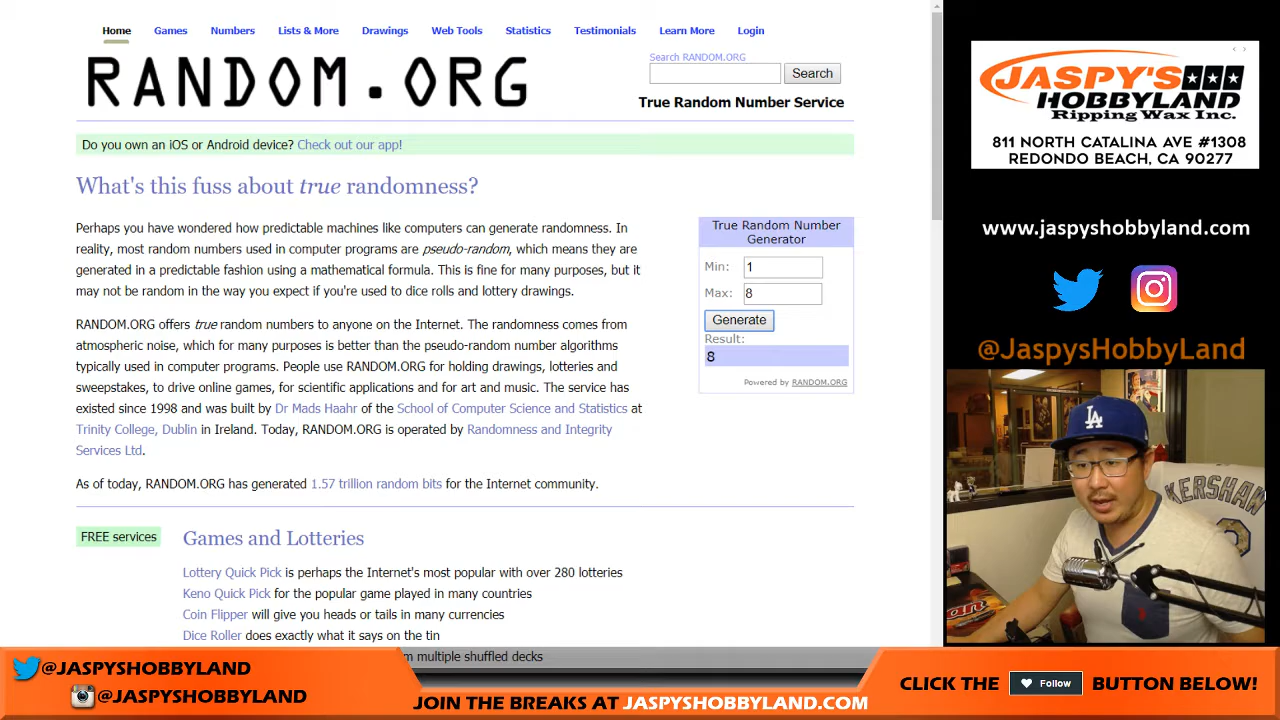 Home Games Numbers Lists & More Drawings Web Tools Statistics Testimonials Learn More Login
RANDOM.ORG
Search RANDOM.ORG
Search
True Random Number Service
Do you own an iOS or Android device? Check out our app!
What's this fuss about true randomness?
Perhaps you have wondered how predictable machines like computers can generate randomness. In
reality, most random numbers used in computer programs are pseudo-random, which means they are
generated in a predictable fashion using a mathematical formula. This is fine for many purposes, but it
may not be random in the way you expect if you're used to dice rolls and lottery drawings.
RANDOM.ORG offers true random numbers to anyone on the Internet. The randomness comes from
atmospheric noise, which for many purposes is better than the pseudo-random number algorithms
typically used in computer programs. People use RANDOM.ORG for holding drawings, lotteries and
sweepstakes, to drive online games, for scientific applications and for art and music. The service has
existed since 1998 and was built by Dr Mads Haahr of the School of Computer Science and Statistics at
Trinity College, Dublin in Ireland. Today, RANDOM.ORG is operated by Randomness and Integrity
Services Ltd.
As of today, RANDOM.ORG has generated 1.57 trillion random bits for the Internet community.
True Random Number
Generator
Min: 1
Max: 8
Generate
Result:
8
Powered by RANDOM.ORG
FREE services
Games and Lotteries
Lottery Quick Pick is perhaps the Internet's most popular with over 280 lotteries
Keno Quick Pick for the popular game played in many countries
Coin Flipper will give you heads or tails in many currencies
Dice Roller does exactly what it says on the tin
m multiple shuffled decks
JASPY'S
HOBBYLAND
Ripping Wax Inc.
811 NORTH CATALINA AVE #1308
REDONDO BEACH, CA 90277
www.jaspyshobbyland.com
@JaspysHobbyLand
LA
KERSHAW
@JASPYSHOBBYLAND
@JASPYSHOBBYLAND
JOIN THE BREAKS AT JASPYSHOBBYLAND.COM
CLICK THE Follow BUTTON BELOW!